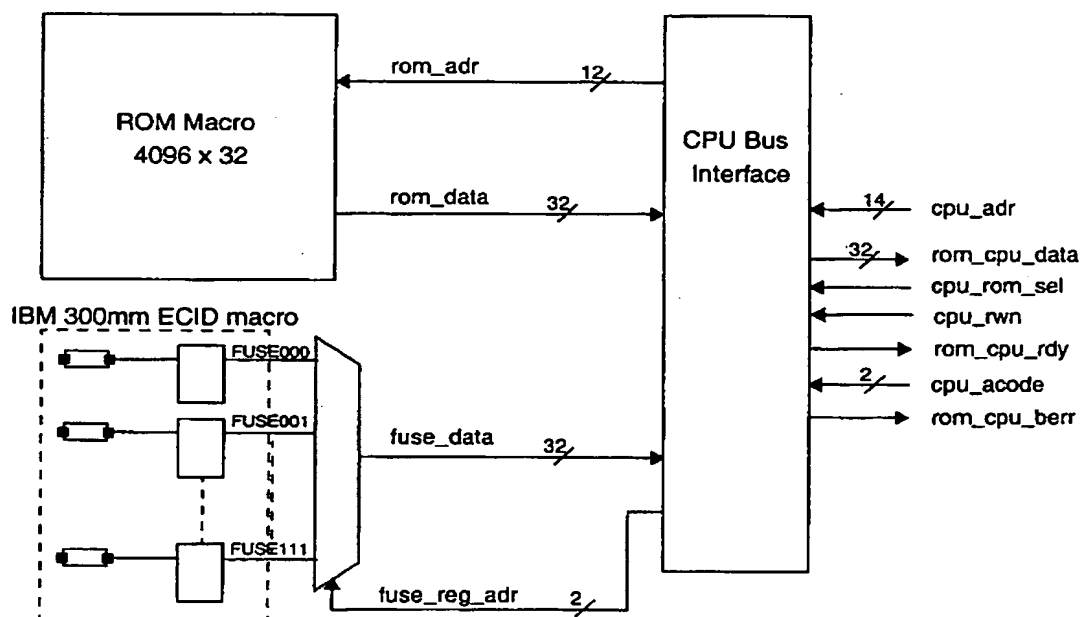 ROM Macro
4096 x 32
rom_adr
12
CPU Bus
Interface
rom_data
32
14
cpu_adr
32
rom_cpu_data
cpu_rom_sel
cpu_rwn
rom_cpu_rdy
2
cpu_acode
rom_cpu_berr
IBM 300mm ECID macro
FUSE000
FUSE001
fuse_data
32
FUSE111
fuse_reg_adr
2